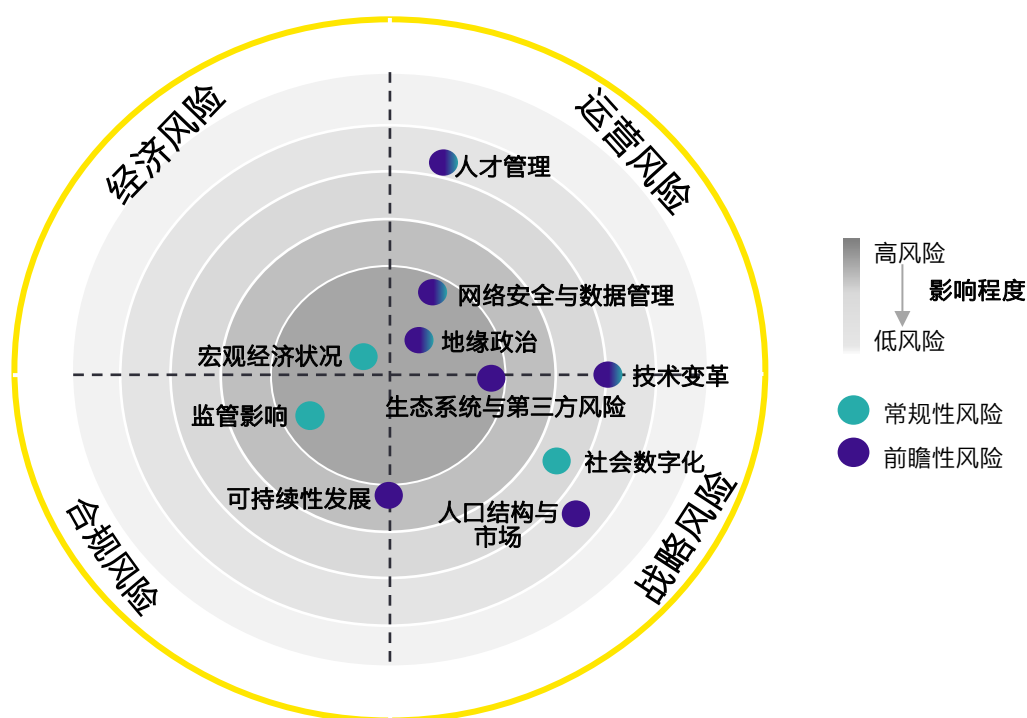 经济风险
运营风险
人才管理
高风险
影响程度
低风险
网络安全与数据管理
地缘政治
宏观经济状况
技术变革
生态系统与第三方风险
监管影响
常规性风险
前瞻性风险
社会数字化
可持续性发展
人口结构与
市场
合规风险
战略风险